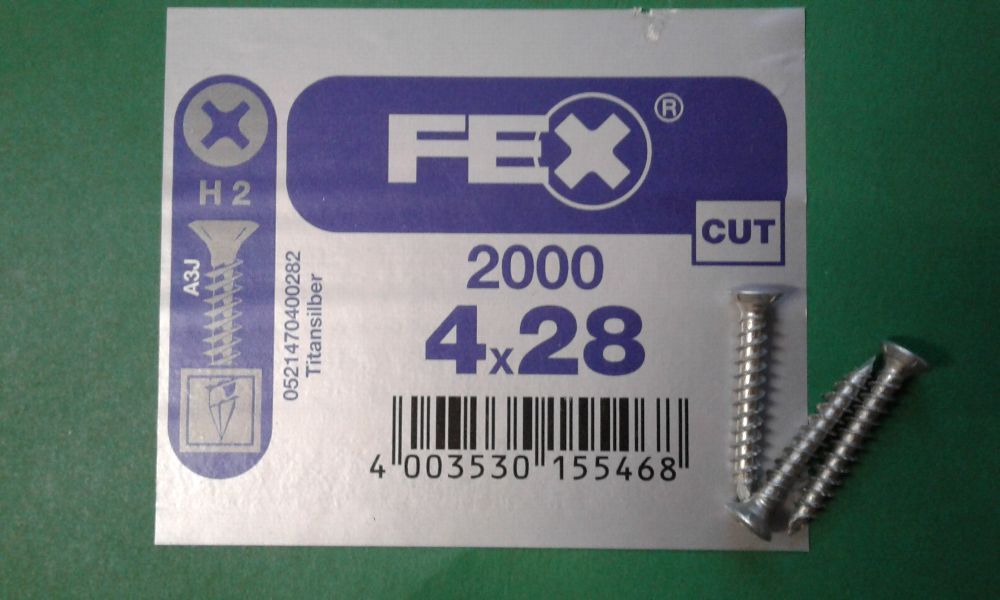 FEX®
CUT
H 2
A3J
0521470400282
Titansilber
2000
4x28
4 003530 155468